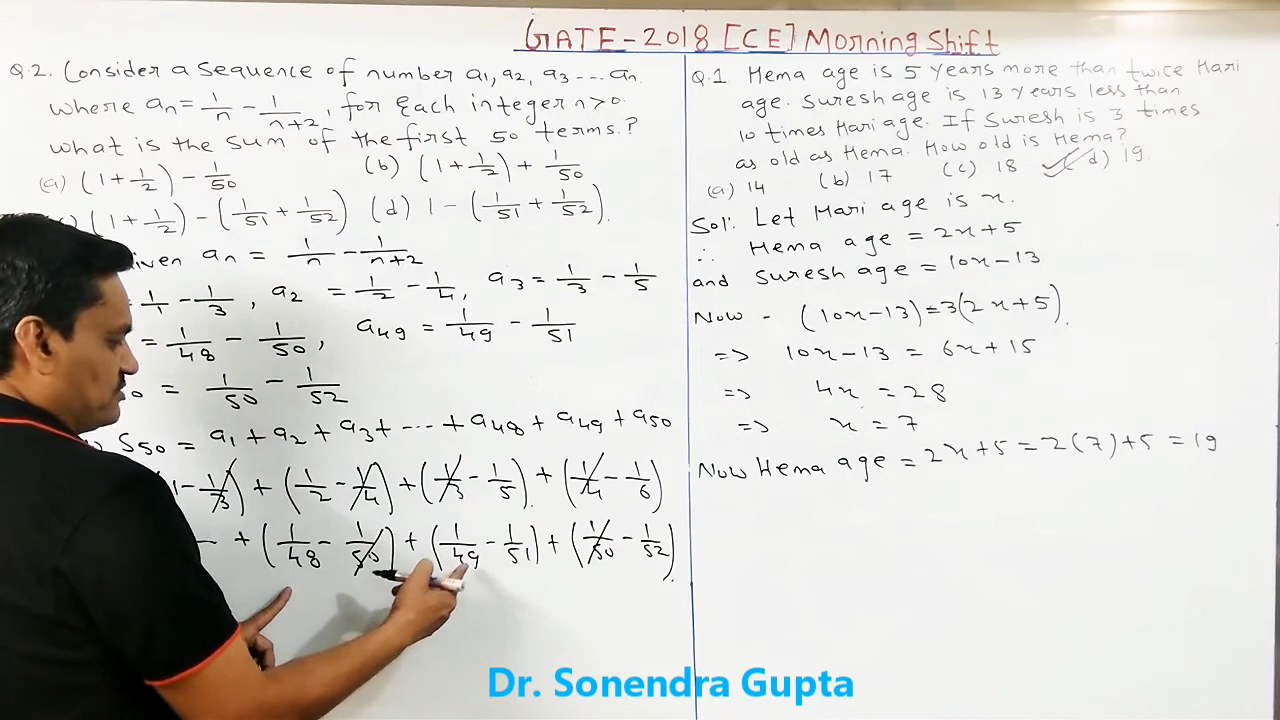 GATE-2018 [CE] Morning Shift
Q.2. Consider a sequence of number a₁, a₂, a₃ ---- aₙ.
where aₙ = 1/n - 1/(n+2), for each integer n>0.
what is the sum of the first 50 terms.?
(a) (1+1/2) - 1/50 (b) (1+1/2) + 1/50
) (1+1/2) - (1/51 + 1/52) (d) 1 - (1/51 + 1/52).
iven aₙ = 1/n - 1/(n+2)
= 1/1 - 1/3, a₂ = 1/2 - 1/4, a₃ = 1/3 - 1/5
= 1/48 - 1/50, a₄₉ = 1/49 - 1/51
0 = 1/50 - 1/52
S₅₀ = a₁ + a₂ + a₃ + --- + a₄₈ + a₄₉ + a₅₀
1 - 1/3) + (1/2 - 1/4) + (1/3 - 1/5) + (1/4 - 1/6)
-- + (1/48 - 1/50) + (1/49 - 1/51) + (1/50 - 1/52).
Q.1. Hema age is 5 years more than twice Hari
age. Suresh age is 13 years less than
10 times Hari age. If Suresh is 3 times
as old as Hema. How old is Hema?
(a) 14 (b) 17 (c) 18 ✓(d) 19
Sol: Let Hari age is x.
∴ Hema age = 2x+5
and Suresh age = 10x-13
Now - (10x-13) = 3(2x+5).
=> 10x-13 = 6x+15
=> 4x = 28
=> x = 7
Now Hema age = 2x+5 = 2(7)+5 = 19
Dr. Sonendra Gupta